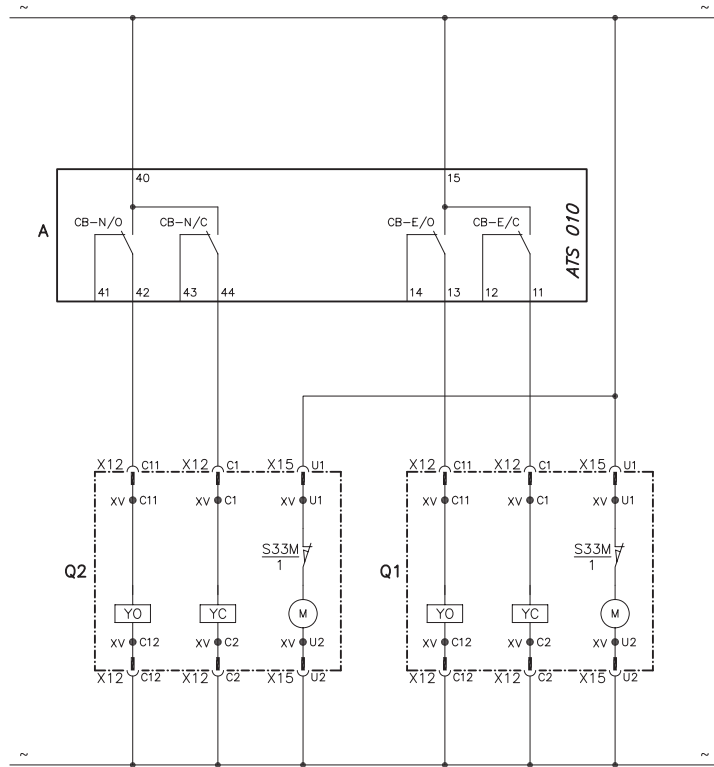 ~ ~
40 15
CB-N/O CB-N/C CB-E/O CB-E/C
A
ATS 010
41 42 43 44 14 13 12 11
X12 C11 X12 C1 X15 U1 X12 C11 X12 C1 X15 U1
XV C11 XV C1 XV U1 XV C11 XV C1 XV U1
S33M S33M
1 1
Q2 Q1
YO YC M YO YC M
XV C12 XV C2 XV U2 XV C12 XV C2 XV U2
X12 C12 X12 C2 X15 U2 X12 C12 X12 C2 X15 U2
~ ~